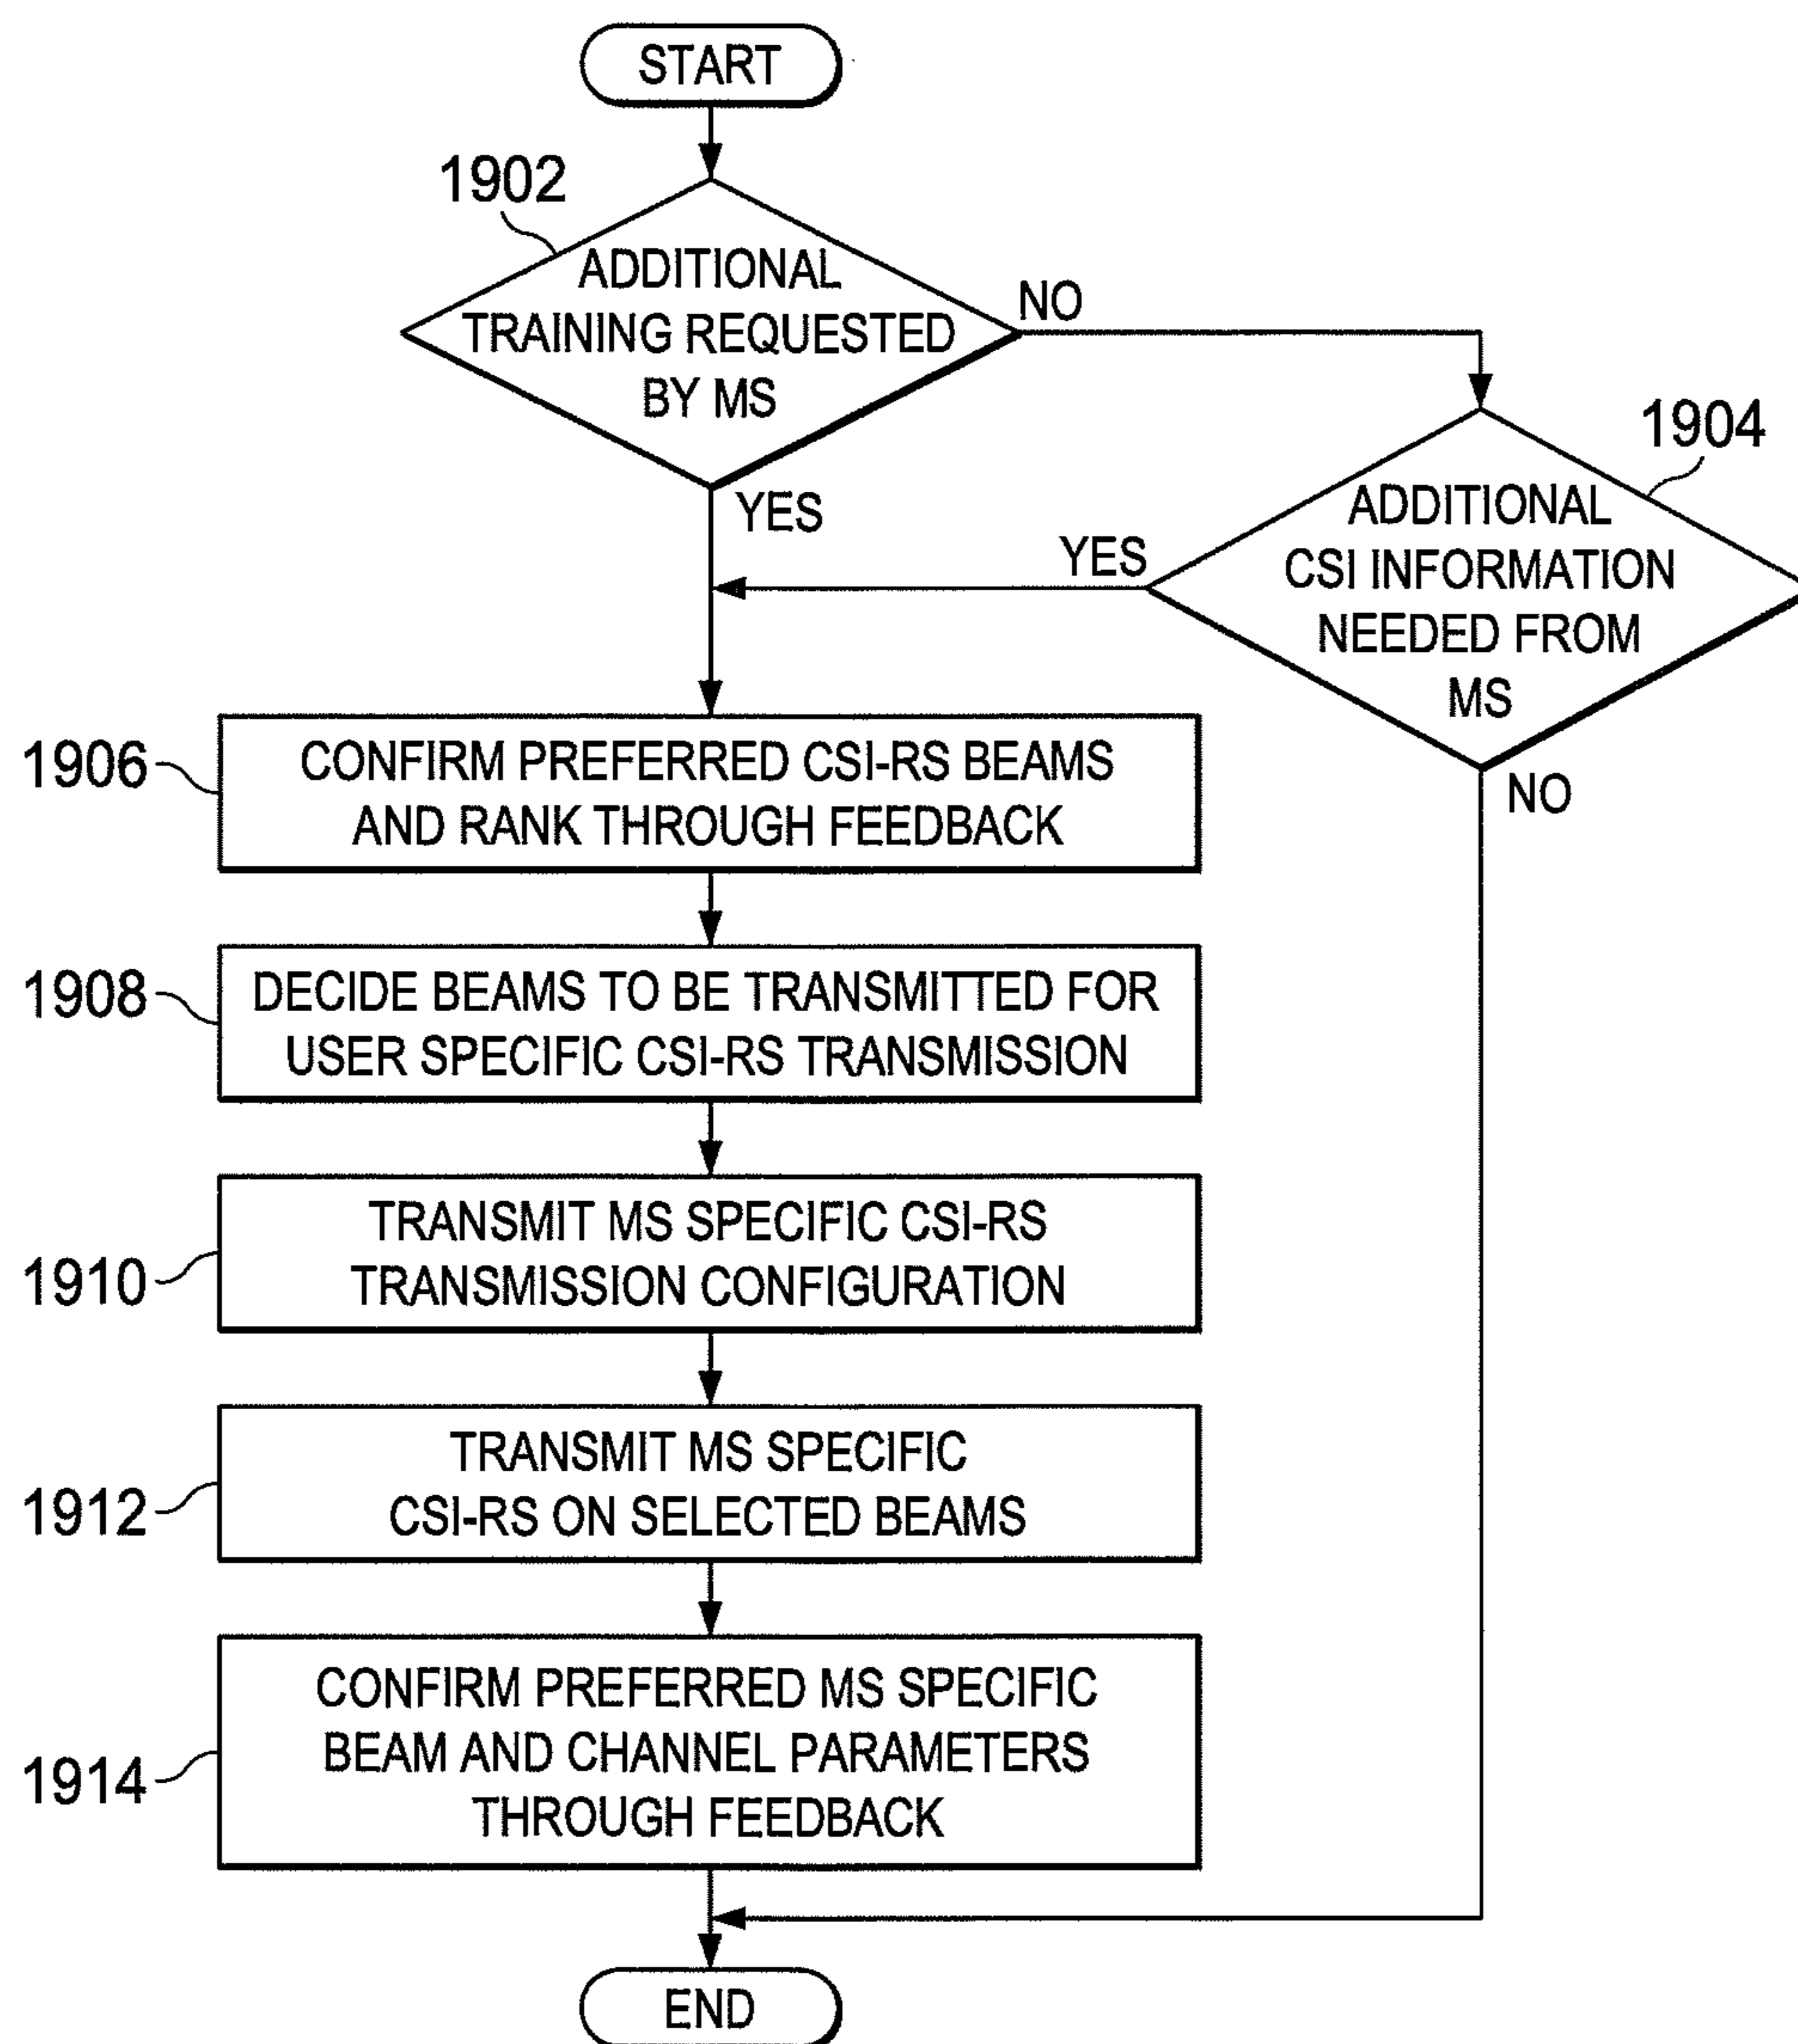 START
1902
ADDITIONAL
TRAINING REQUESTED
BY MS
NO
YES
1904
ADDITIONAL
CSI INFORMATION
NEEDED FROM
MS
YES
NO
1906
CONFIRM PREFERRED CSI-RS BEAMS
AND RANK THROUGH FEEDBACK
1908
DECIDE BEAMS TO BE TRANSMITTED FOR
USER SPECIFIC CSI-RS TRANSMISSION
1910
TRANSMIT MS SPECIFIC CSI-RS
TRANSMISSION CONFIGURATION
1912
TRANSMIT MS SPECIFIC
CSI-RS ON SELECTED BEAMS
1914
CONFIRM PREFERRED MS SPECIFIC
BEAM AND CHANNEL PARAMETERS
THROUGH FEEDBACK
END